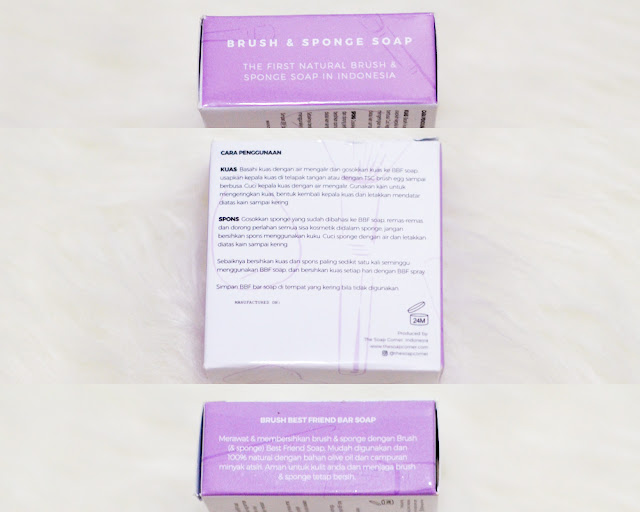 BRUSH & SPONGE SOAP
THE FIRST NATURAL BRUSH &
SPONGE SOAP IN INDONESIA
CARA PENGGUNAAN
KUAS: Basahi kuas dengan air mengalir dan gosokkan kuas ke BBF soap,
usapkan kepala kuas di telapak tangan atau dengan TSC brush egg sampai
berbusa. Cuci kepala kuas dengan air mengalir. Gunakan kain untuk
mengeringkan kuas, bentuk kembali kepala kuas dan letakkan mendatar
diatas kain sampai kering.
SPONS: Gosokkan sponge yang sudah dibahasi ke BBF soap, remas-remas
dan dorong perlahan semua sisa kosmetik didalam sponge, jangan
bersihkan spons menggunakan kuku. Cuci sponge dengan air dan letakkan
diatas kain sampai kering.
Sebaiknya bersihkan kuas dan spons paling sedikit satu kali seminggu
menggunakan BBF soap, dan bersihkan kuas setiap hari dengan BBF spray
Simpan BBF bar soap di tempat yang kering bila tidak digunakan.
MANUFACTURED ON:
24M
Produced by
The Soap Corner, Indonesia
www.thesoapcorner.com
@thesoapcorner
BRUSH BEST FRIEND BAR SOAP
Merawat & membersihkan brush & sponge dengan Brush
(& sponge) Best Friend Soap. Mudah digunakan dan
100% natural dengan bahan olive oil dan campuran
minyak atsiri. Aman untuk kulit anda dan menjaga brush
& sponge tetap bersih.